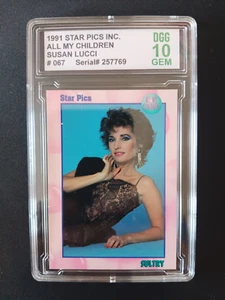 1991 STAR PICS INC.
ALL MY CHILDREN
SUSAN LUCCI
# 067 Serial# 257769
DGG
10
GEM
Star Pics
SULTRY